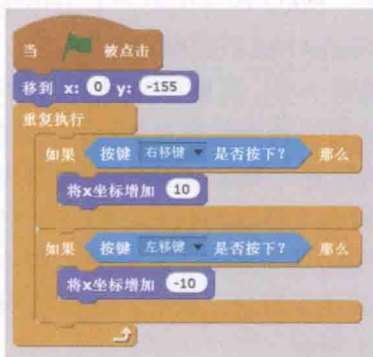 当 被点击
移到 x: 0 y: -155
重复执行
如果 按键 右移键 是否按下? 那么
将x坐标增加 10
如果 按键 左移键 是否按下? 那么
将x坐标增加 -10